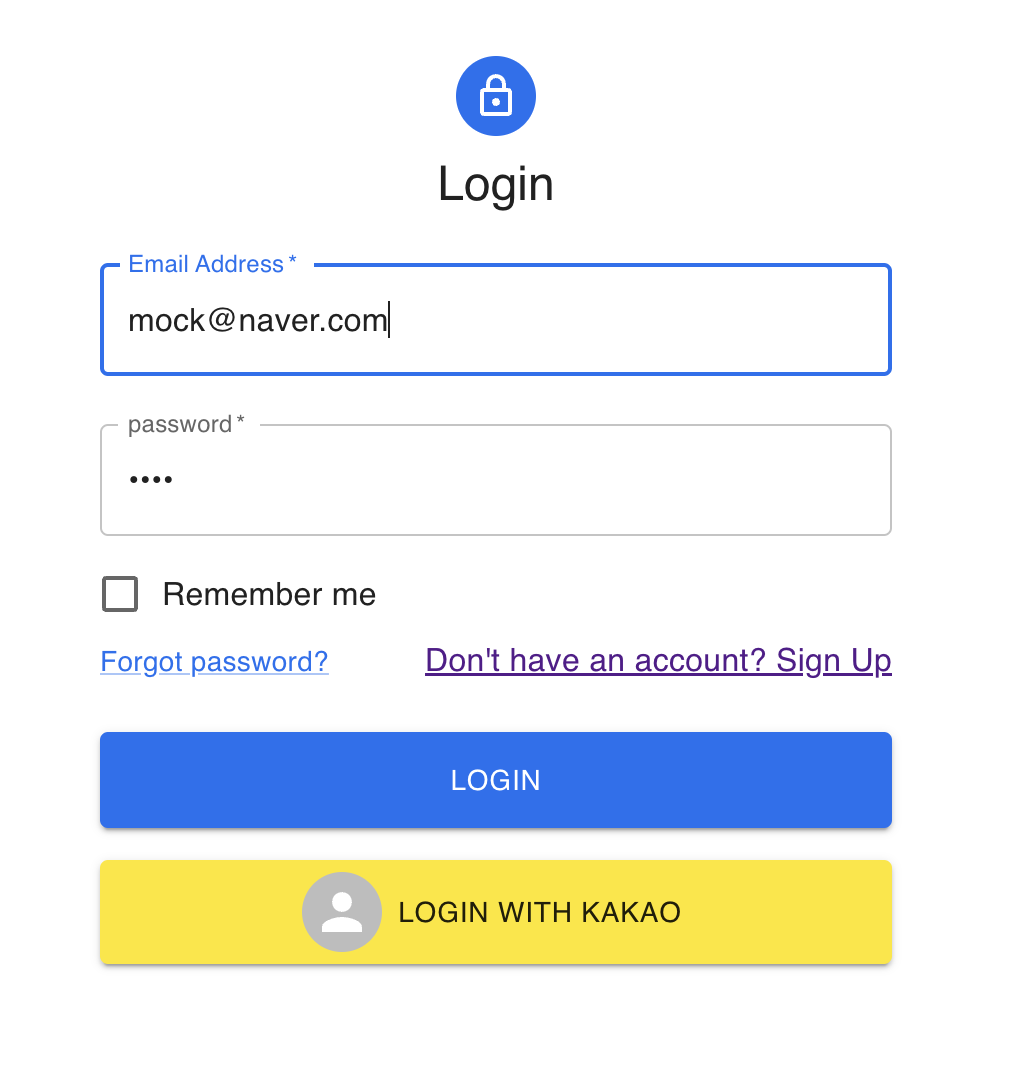 Login
Email Address *
mock@naver.com
password *
••••
Remember me
Forgot password? Don't have an account? Sign Up
LOGIN
LOGIN WITH KAKAO